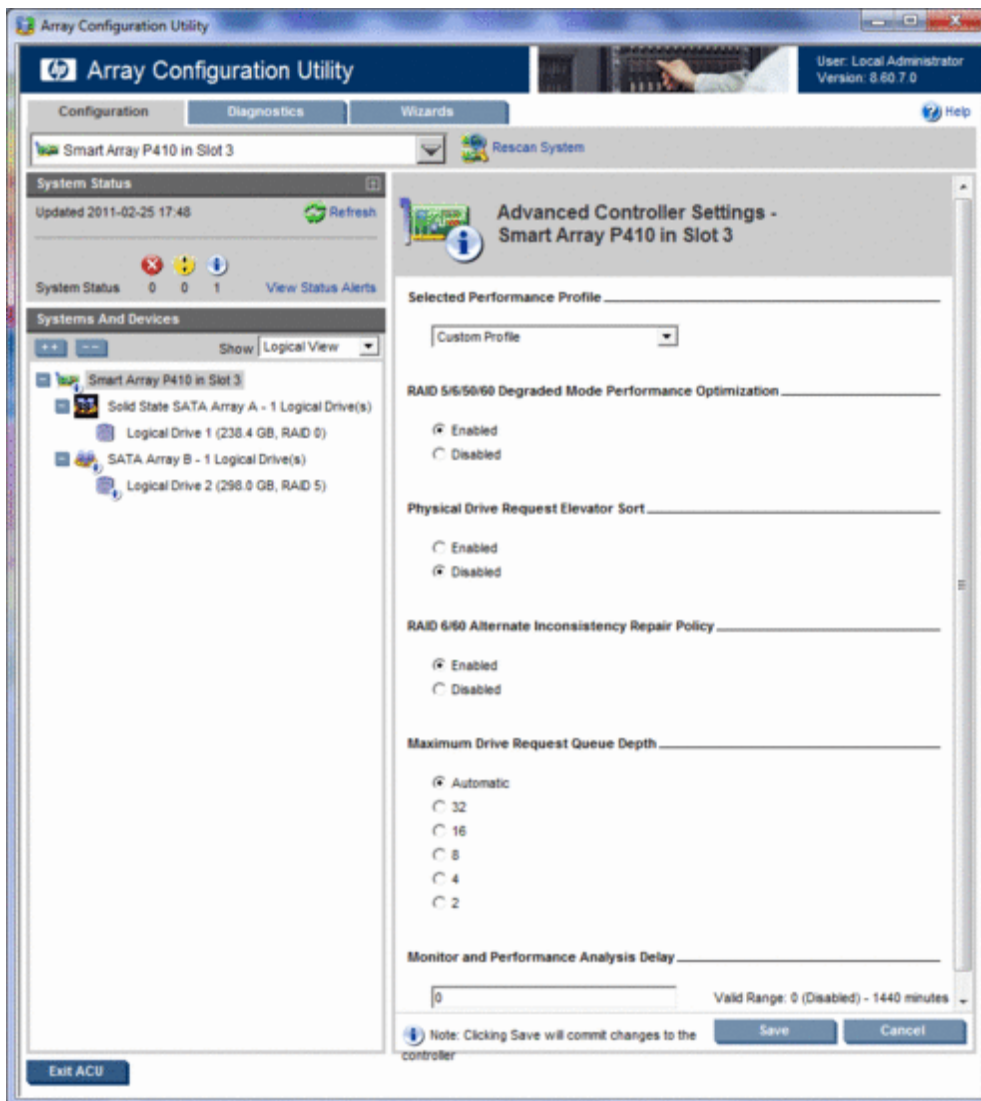 Array Configuration Utility
hp Array Configuration Utility
User: Local Administrator
Version: 8.60.7.0
Configuration Diagnostics Wizards Help
Smart Array P410 in Slot 3 Rescan System
System Status
Updated 2011-02-25 17:48 Refresh
System Status 0 0 1 View Status Alerts
Systems And Devices
++ -- Show Logical View
Smart Array P410 in Slot 3
Solid State SATA Array A - 1 Logical Drive(s)
Logical Drive 1 (238.4 GB, RAID 0)
SATA Array B - 1 Logical Drive(s)
Logical Drive 2 (298.0 GB, RAID 5)
Advanced Controller Settings -
Smart Array P410 in Slot 3
Selected Performance Profile
Custom Profile
RAID 5/6/50/60 Degraded Mode Performance Optimization
Enabled
Disabled
Physical Drive Request Elevator Sort
Enabled
Disabled
RAID 6/60 Alternate Inconsistency Repair Policy
Enabled
Disabled
Maximum Drive Request Queue Depth
Automatic
32
16
8
4
2
Monitor and Performance Analysis Delay
0 Valid Range: 0 (Disabled) - 1440 minutes
Note: Clicking Save will commit changes to the
controller
Save Cancel
Exit ACU